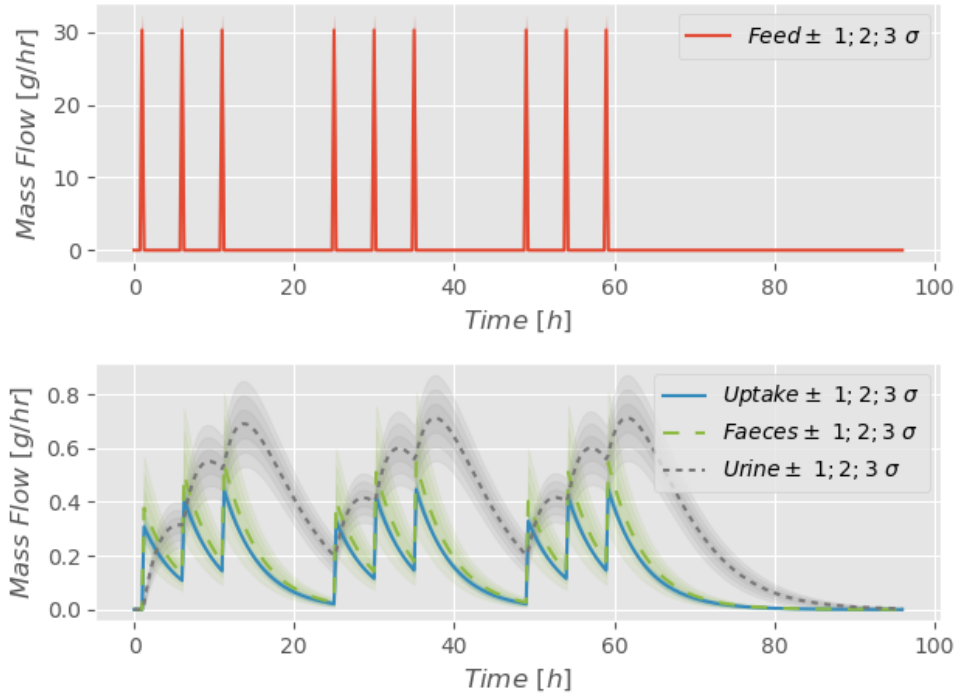 Mass Flow [g/hr]
30
20
10
0
Feed ± 1; 2; 3 σ
0 20 40 60 80 100
Time [h]
Mass Flow [g/hr]
0.8
0.6
0.4
0.2
0.0
Uptake ± 1; 2; 3 σ
Faeces ± 1; 2; 3 σ
Urine ± 1; 2; 3 σ
0 20 40 60 80 100
Time [h]